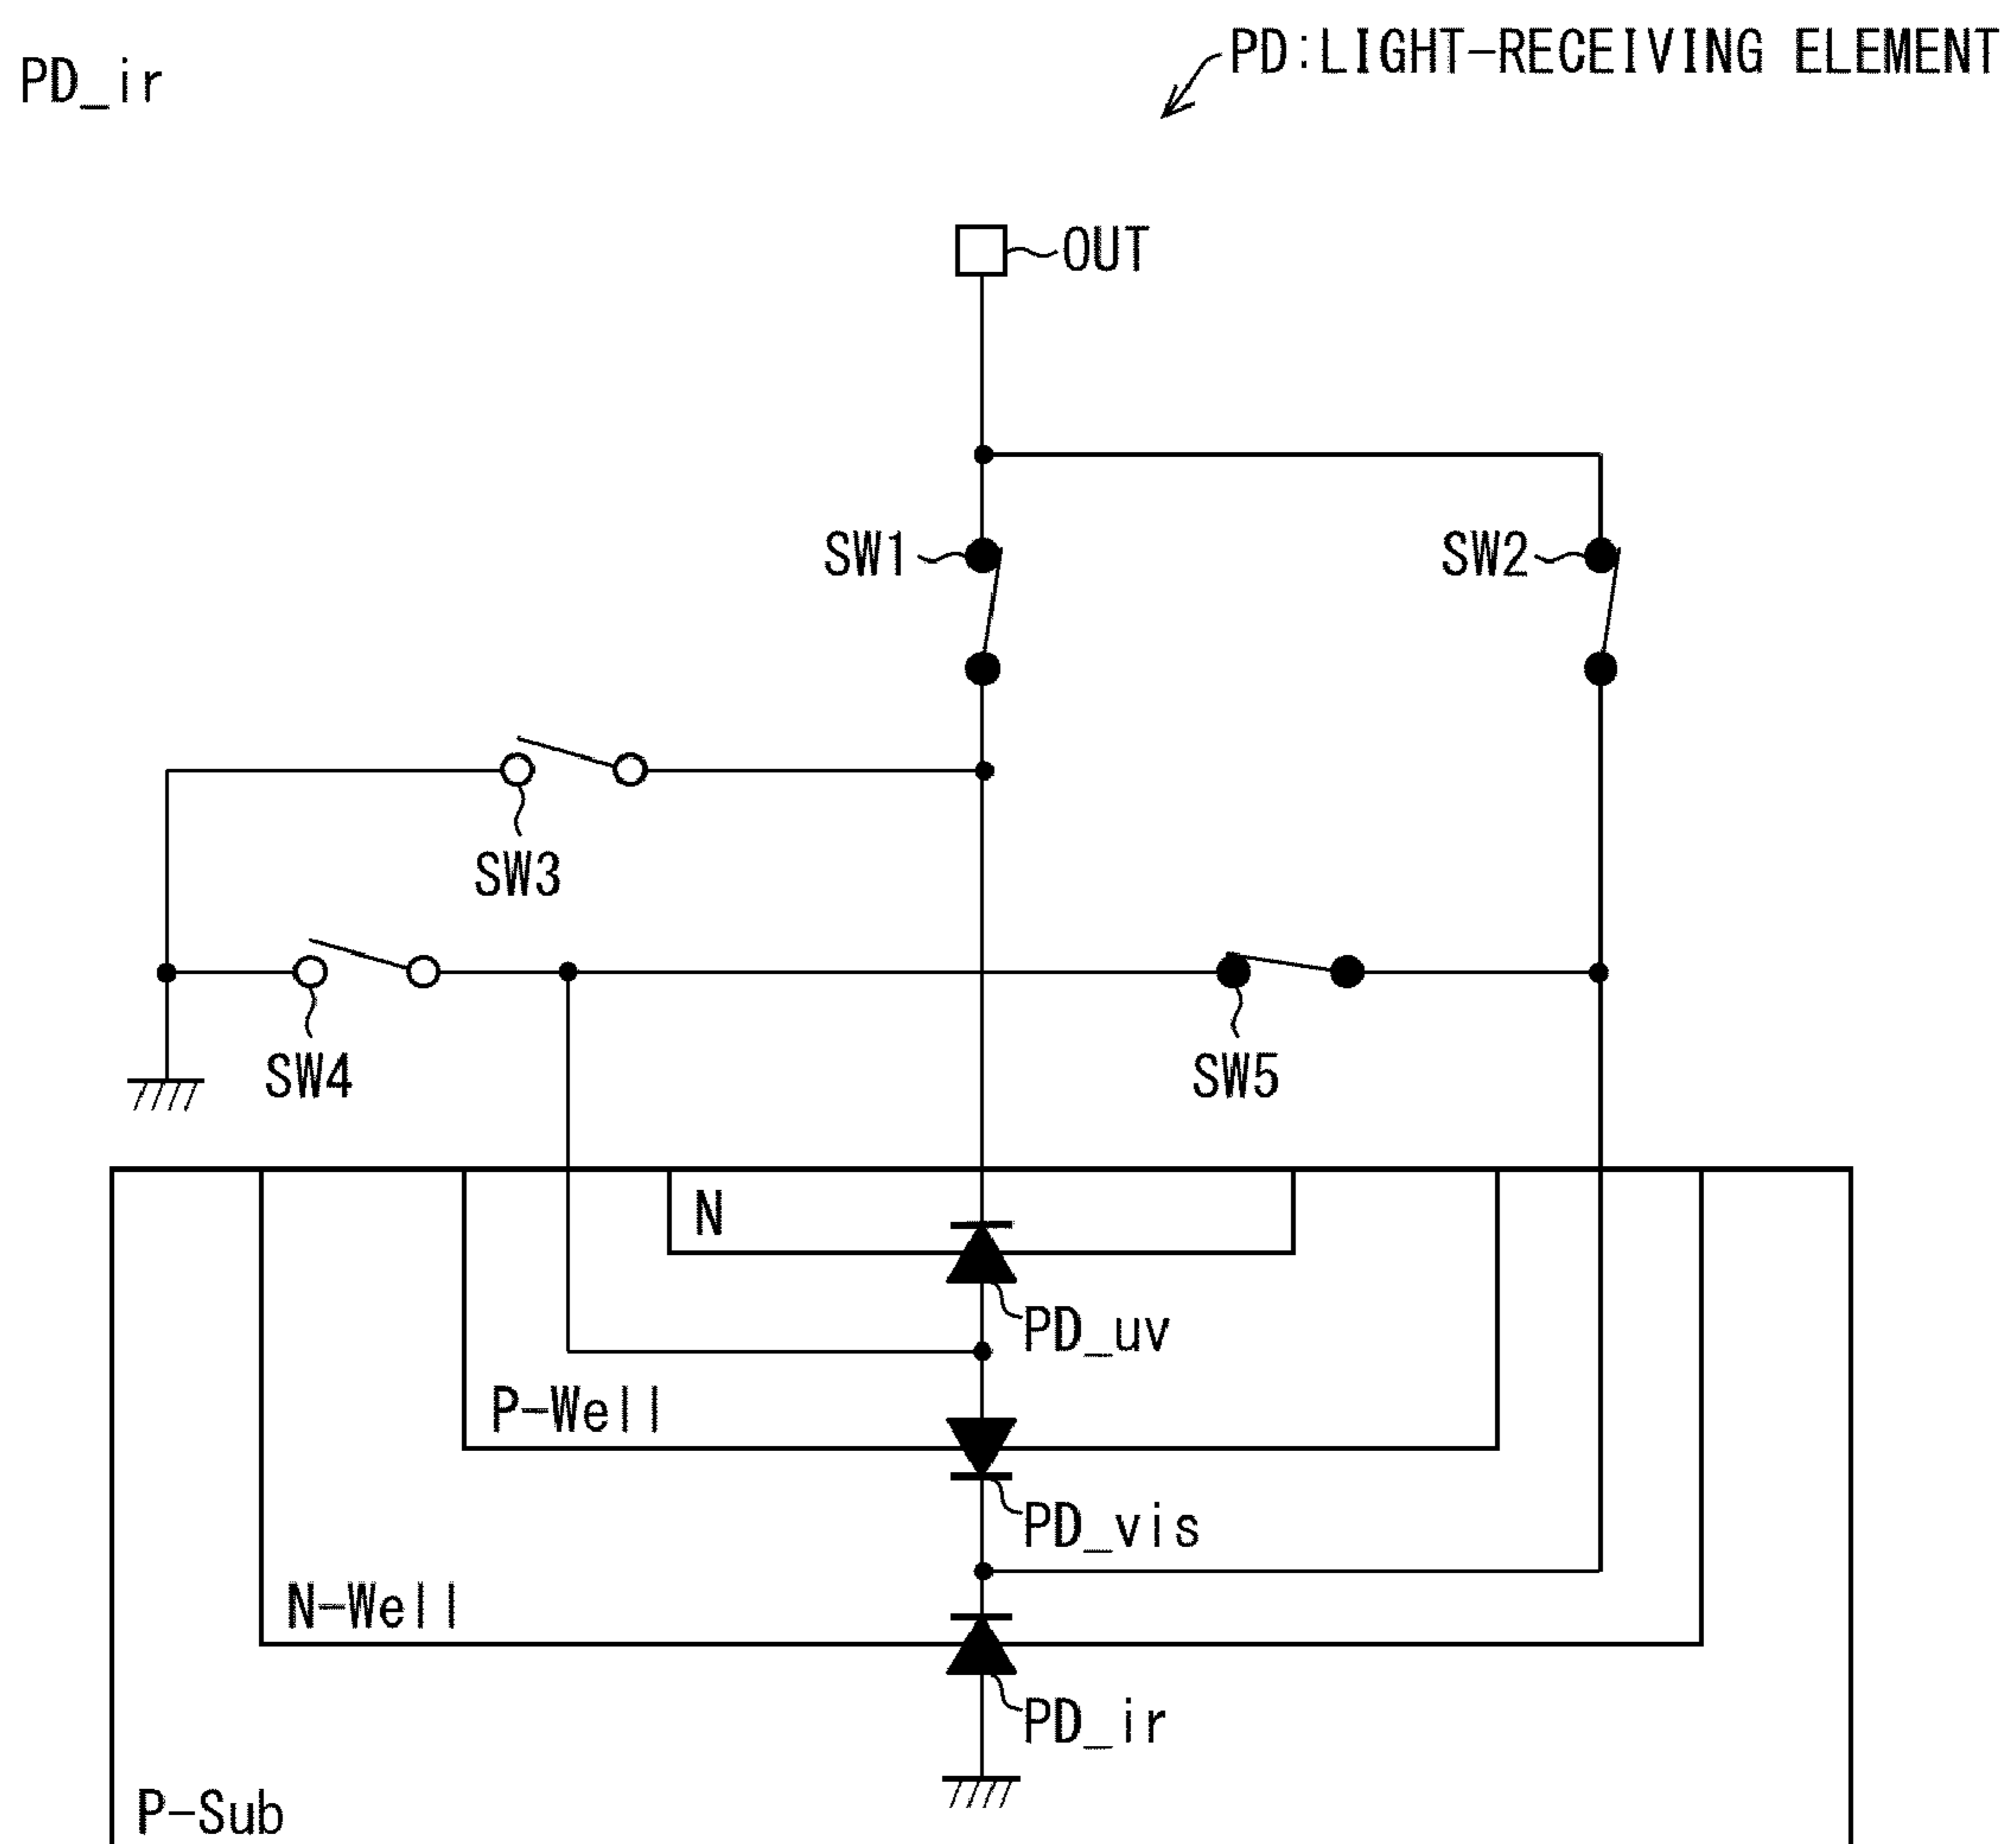 PD_ir
PD:LIGHT-RECEIVING ELEMENT
OUT
SW1
SW2
SW3
SW4
SW5
N
PD_uv
P-Well
PD_vis
N-Well
PD_ir
P-Sub